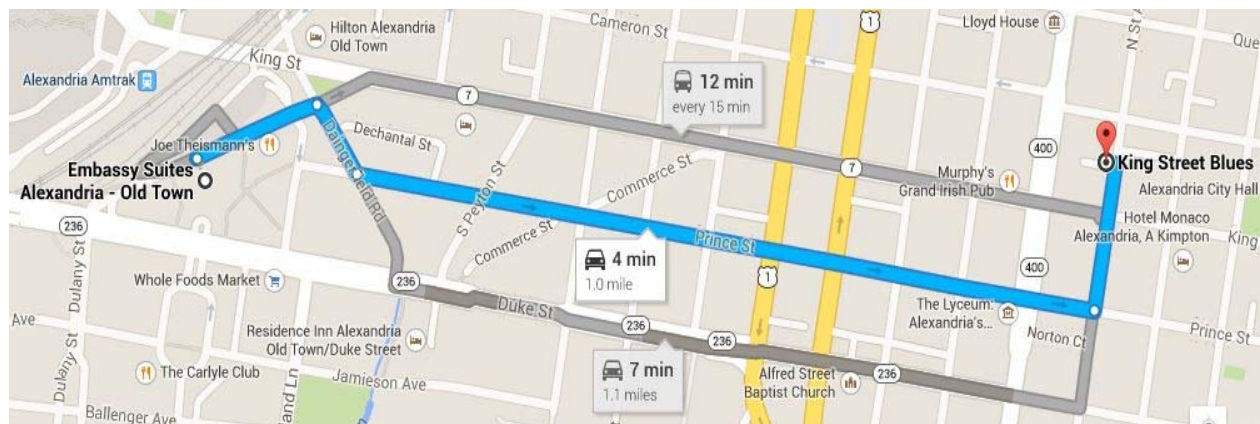 Cameron St
1
Lloyd House
N St A
Que
Hilton Alexandria
Old Town
King St
Alexandria Amtrak
12 min
every 15 min
7
Joe Theismann's
Dechantal St
Daingerfield Rd
400
King Street Blues
Embassy Suites
Alexandria - Old Town
S Peyton St
Commerce St
7
Murphy's
Grand Irish Pub
Alexandria City Hall
236
Commerce St
Prince St
Hotel Monaco
Alexandria, A Kimpton
King
4 min
1.0 mile
1
400
Dulany St
Dulany St
Whole Foods Market
236
Duke St
The Lyceum:
Alexandria's...
Norton Ct
Prince St
Ave
Residence Inn Alexandria
Old Town/Duke Street
236
236
7 min
1.1 miles
The Carlyle Club
land Ln
Jamieson Ave
Alfred Street
Baptist Church
236
Ballenger Ave